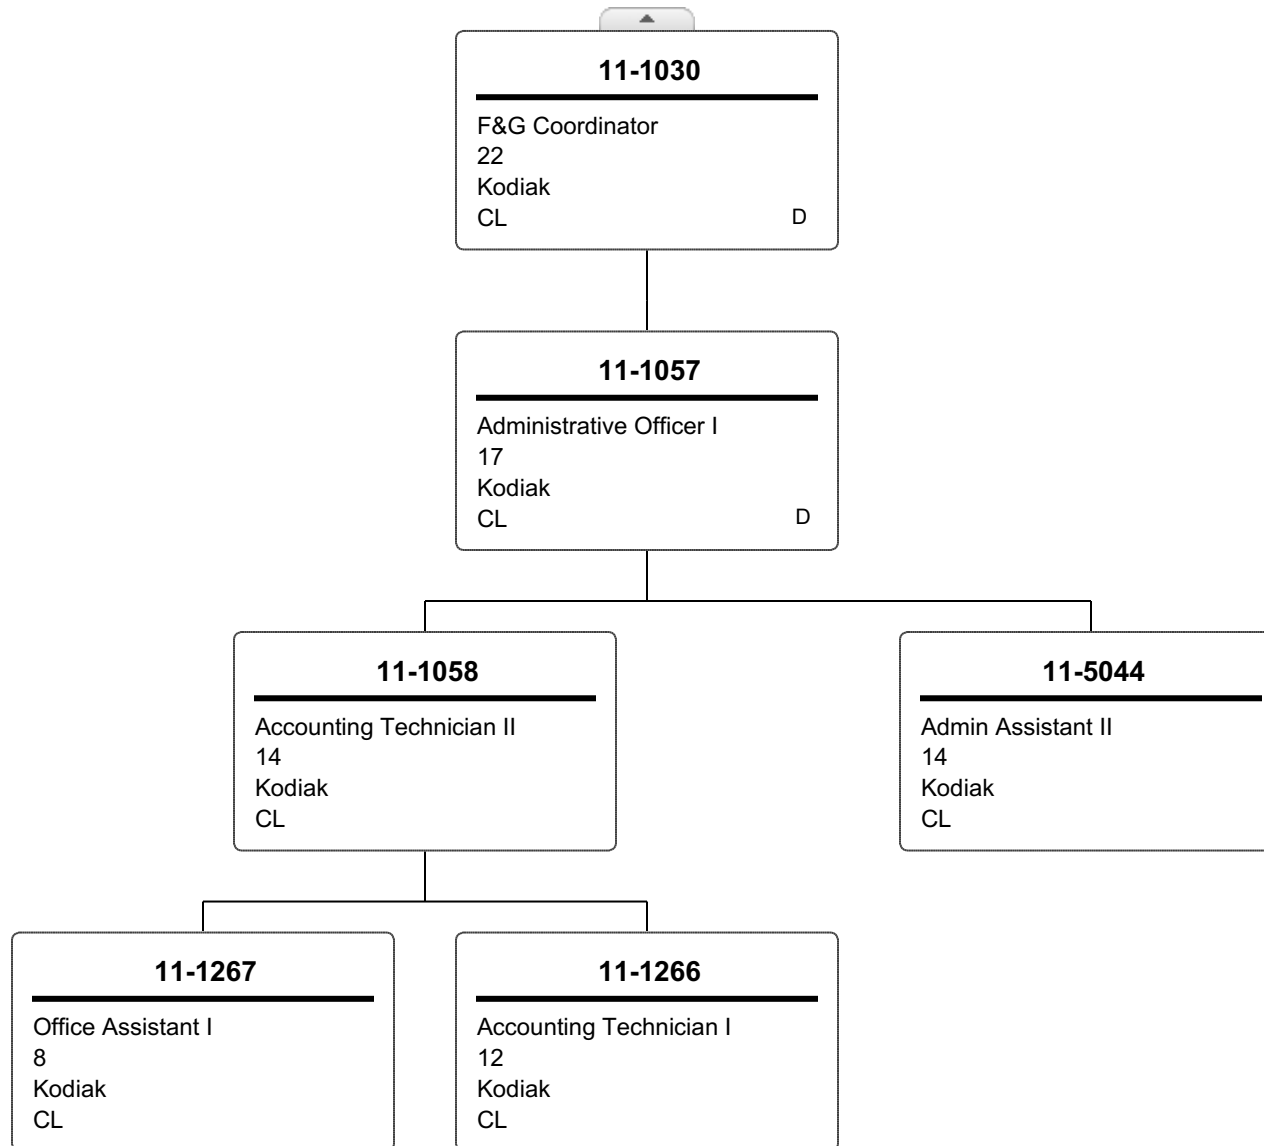 11-1030
F&G Coordinator
22
Kodiak
CL D
11-1057
Administrative Officer I
17
Kodiak
CL D
11-1058
Accounting Technician II
14
Kodiak
CL
11-5044
Admin Assistant II
14
Kodiak
CL
11-1267
Office Assistant I
8
Kodiak
CL
11-1266
Accounting Technician I
12
Kodiak
CL